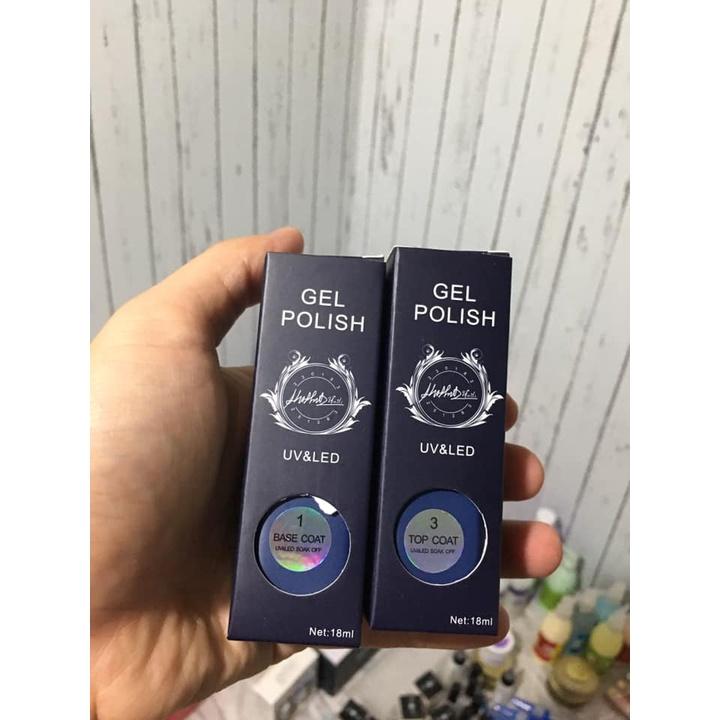 GEL
POLISH
UV&LED
1
BASE COAT
UV&LED SOAK OFF
Net:18ml
GEL
POLISH
UV&LED
3
TOP COAT
UV&LED SOAK OFF
Net:18ml